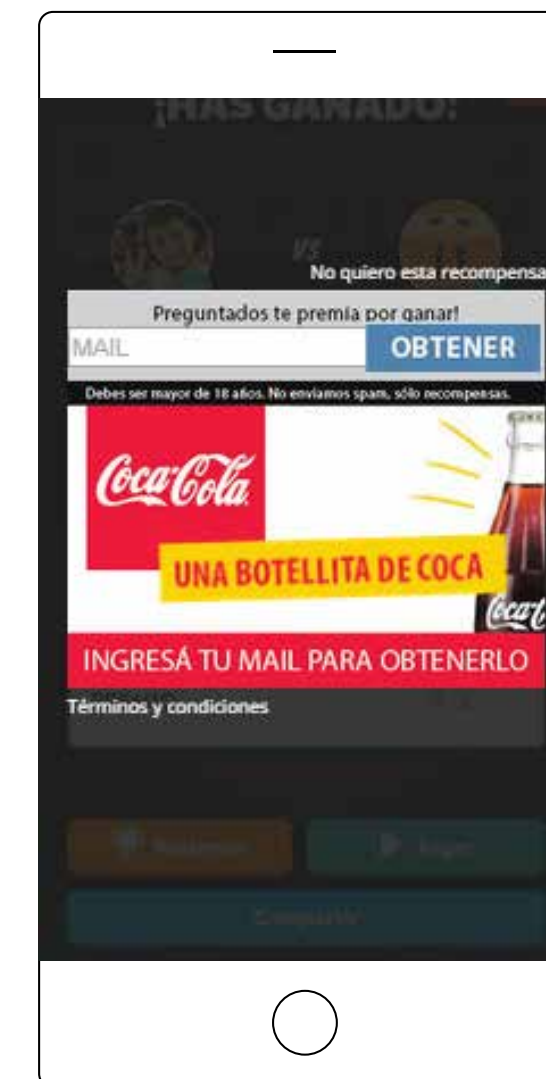 ¡HAS GANADO!
VS
No quiero esta recompensa
Preguntados te premia por ganar!
MAIL
OBTENER
Debes ser mayor de 18 años. No enviamos spam, sólo recompensas.
Coca-Cola
UNA BOTELLITA DE COCA
INGRESÁ TU MAIL PARA OBTENERLO
Términos y condiciones
Compartir